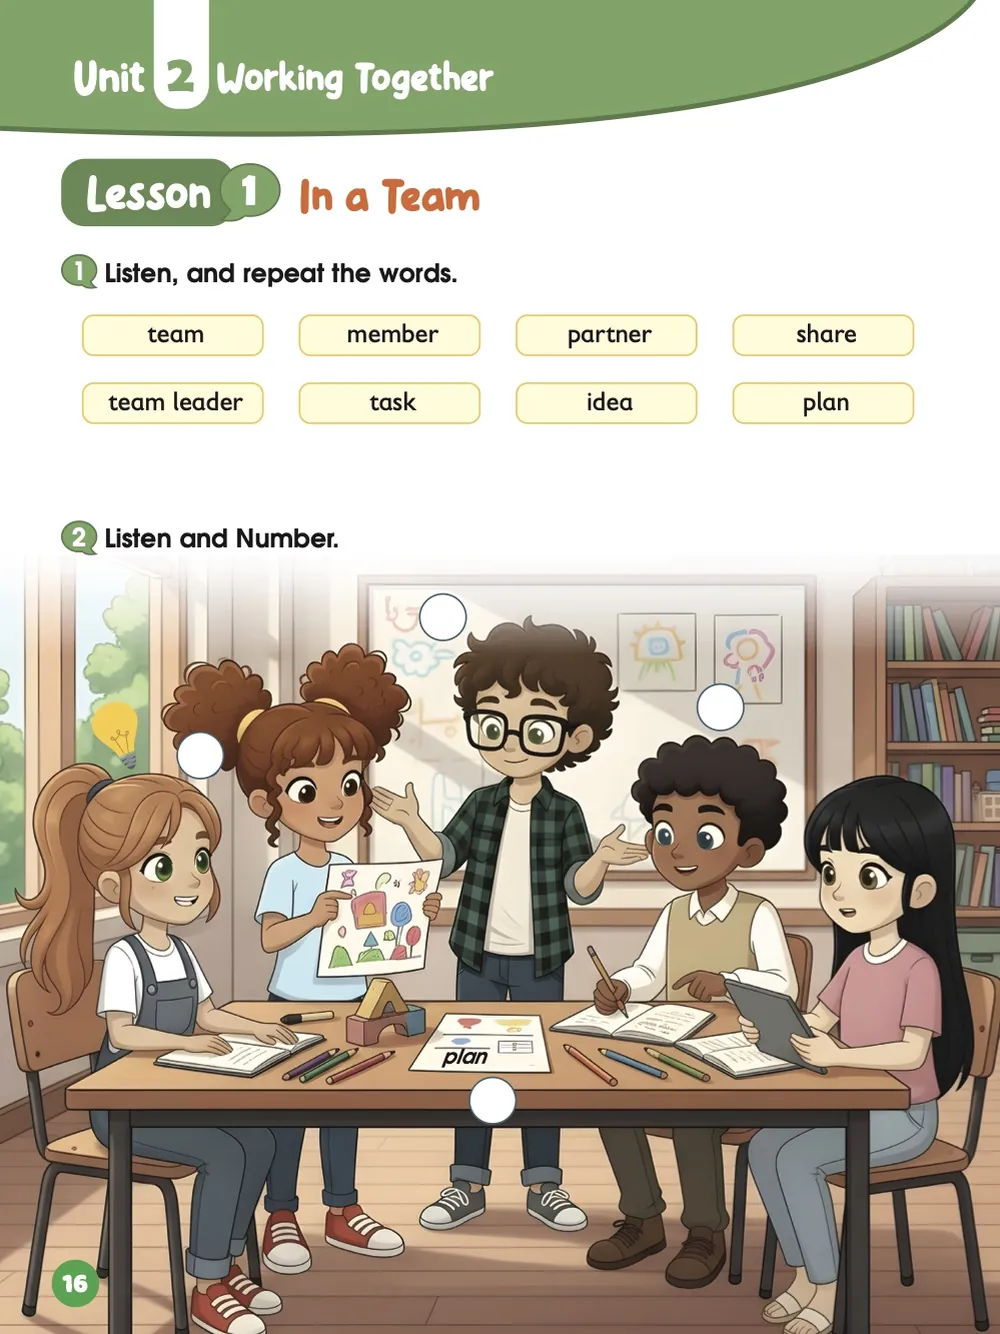 Unit 2 Working Together
Lesson 1 In a Team
1 Listen, and repeat the words.
team member partner share
team leader task idea plan
2 Listen and Number.
plan
16